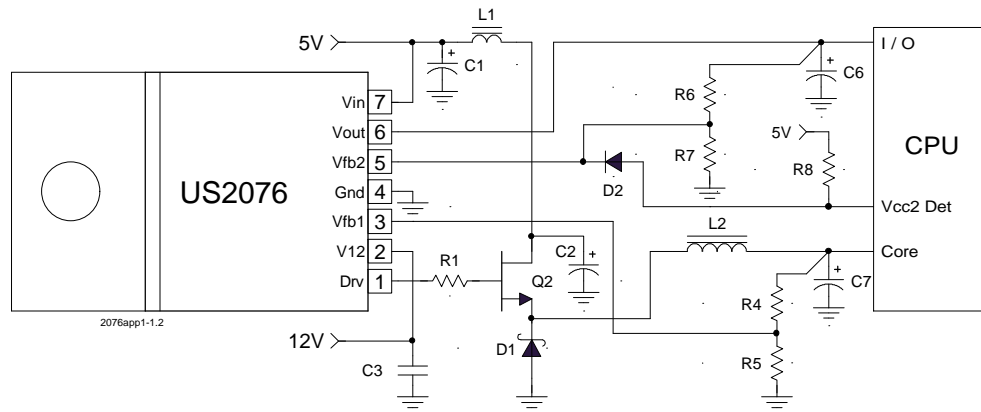 L1
5V
I / O
C1
+
C6
+
R6
Vin 7
Vout 6
5V
CPU
Vfb2 5
R7
R8
D2
US2076
Gnd 4
Vcc2 Det
Vfb1 3
L2
V12 2
R1
C2
+
Core
Drv 1
Q2
C7
+
R4
2076app1-1.2
12V
D1
C3
R5